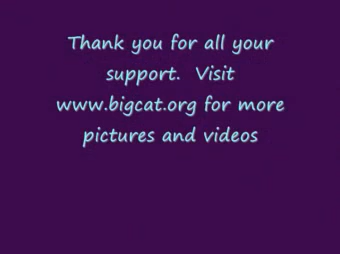 Thank you for all your
support.  Visit
www.bigcat.org for more
pictures and videos